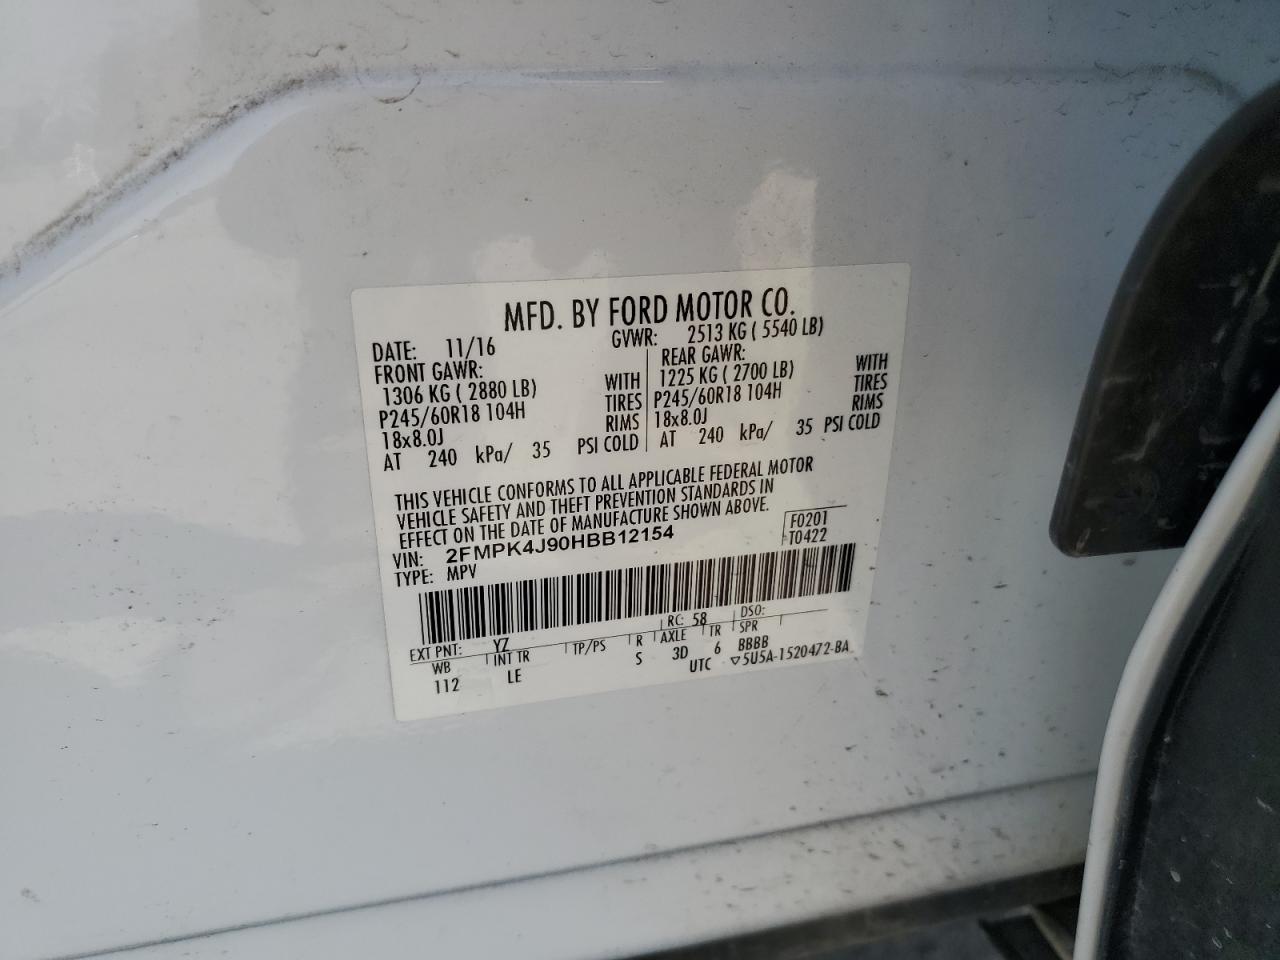 MFD. BY FORD MOTOR CO.
DATE: 11/16 GVWR: 2513 KG ( 5540 LB)
FRONT GAWR:
1306 KG ( 2880 LB) WITH
P245/60R18 104H TIRES
18x8.0J RIMS
AT 240 kPa/ 35 PSI COLD
REAR GAWR: WITH
1225 KG ( 2700 LB) TIRES
P245/60R18 104H RIMS
18x8.0J
AT 240 kPa/ 35 PSI COLD
THIS VEHICLE CONFORMS TO ALL APPLICABLE FEDERAL MOTOR
VEHICLE SAFETY AND THEFT PREVENTION STANDARDS IN
EFFECT ON THE DATE OF MANUFACTURE SHOWN ABOVE.
VIN: 2FMPK4J90HBB12154
TYPE: MPV
F0201
T0422
EXT PNT: YZ RC: 58 DSO:
WB INT TR TP/PS R AXLE TR SPR
112 LE S 3D 6 BBBB
UTC ▽5U5A-1520472-BA